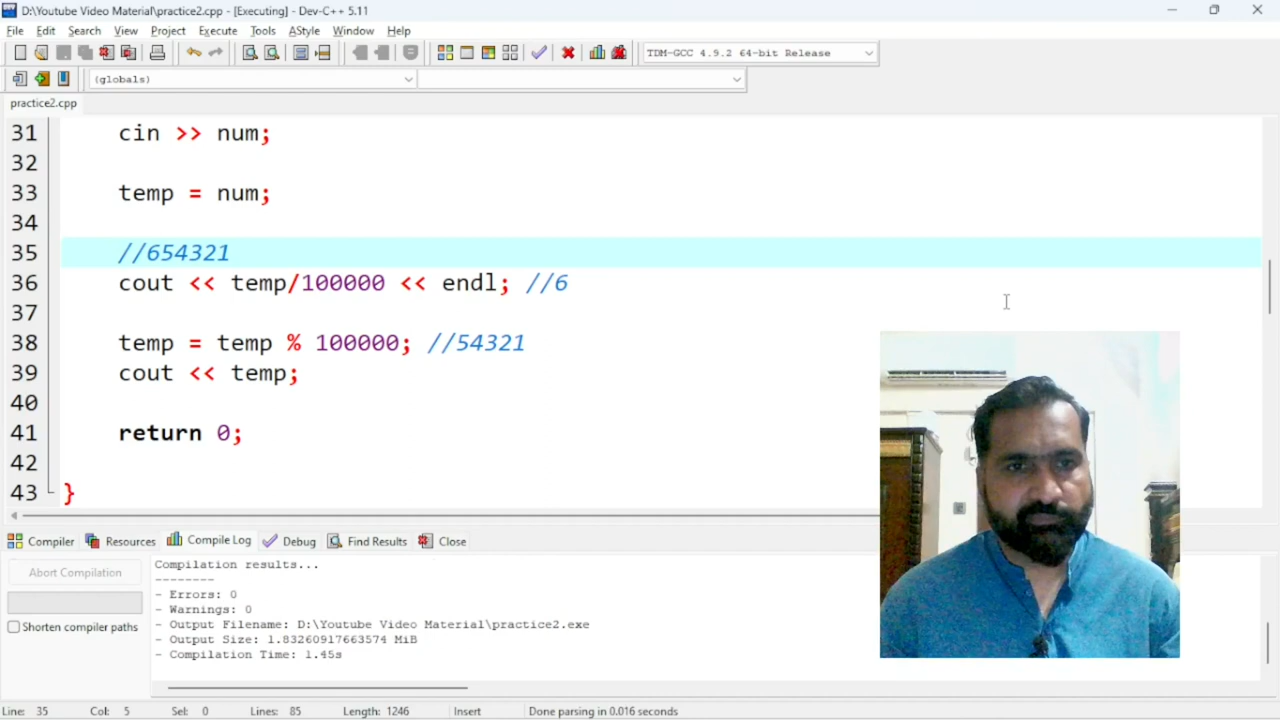 D:\Youtube Video Material\practice2.cpp - [Executing] - Dev-C++ 5.11
File Edit Search View Project Execute Tools AStyle Window Help
TDM-GCC 4.9.2 64-bit Release
(globals)
practice2.cpp
31 cin >> num;
32
33 temp = num;
34
35 //654321
36 cout << temp/100000 << endl; //6
37
38 temp = temp % 100000; //54321
39 cout << temp;
40
41 return 0;
42
43 }
Compiler Resources Compile Log Debug Find Results Close
Abort Compilation
Shorten compiler paths
Compilation results...
--------
- Errors: 0
- Warnings: 0
- Output Filename: D:\Youtube Video Material\practice2.exe
- Output Size: 1.83260917663574 MiB
- Compilation Time: 1.45s
Line: 35 Col: 5 Sel: 0 Lines: 85 Length: 1246 Insert Done parsing in 0.016 seconds